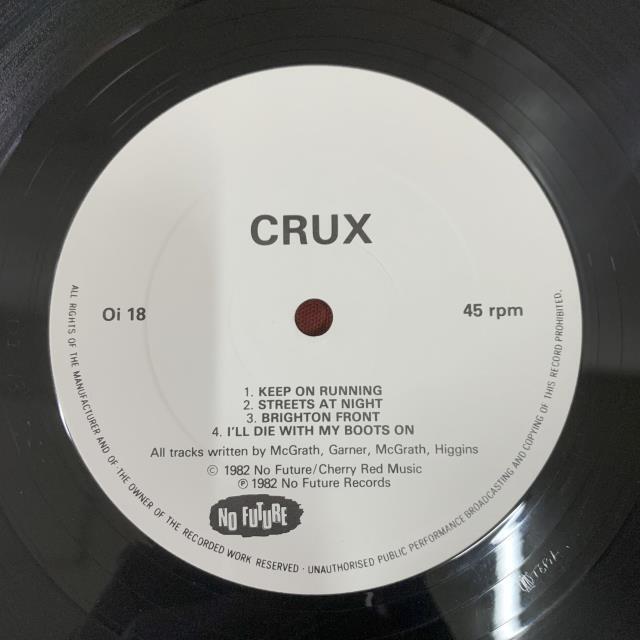 CRUX
Oi 18
45 rpm
1. KEEP ON RUNNING
2. STREETS AT NIGHT
3. BRIGHTON FRONT
4. I'LL DIE WITH MY BOOTS ON
All tracks written by McGrath, Garner, McGrath, Higgins
© 1982 No Future/Cherry Red Music
℗ 1982 No Future Records
NO FUTURE
ALL RIGHTS OF THE MANUFACTURER AND OF THE OWNER OF THE RECORDED WORK RESERVED · UNAUTHORISED PUBLIC PERFORMANCE BROADCASTING AND COPYING OF THIS RECORD PROHIBITED.